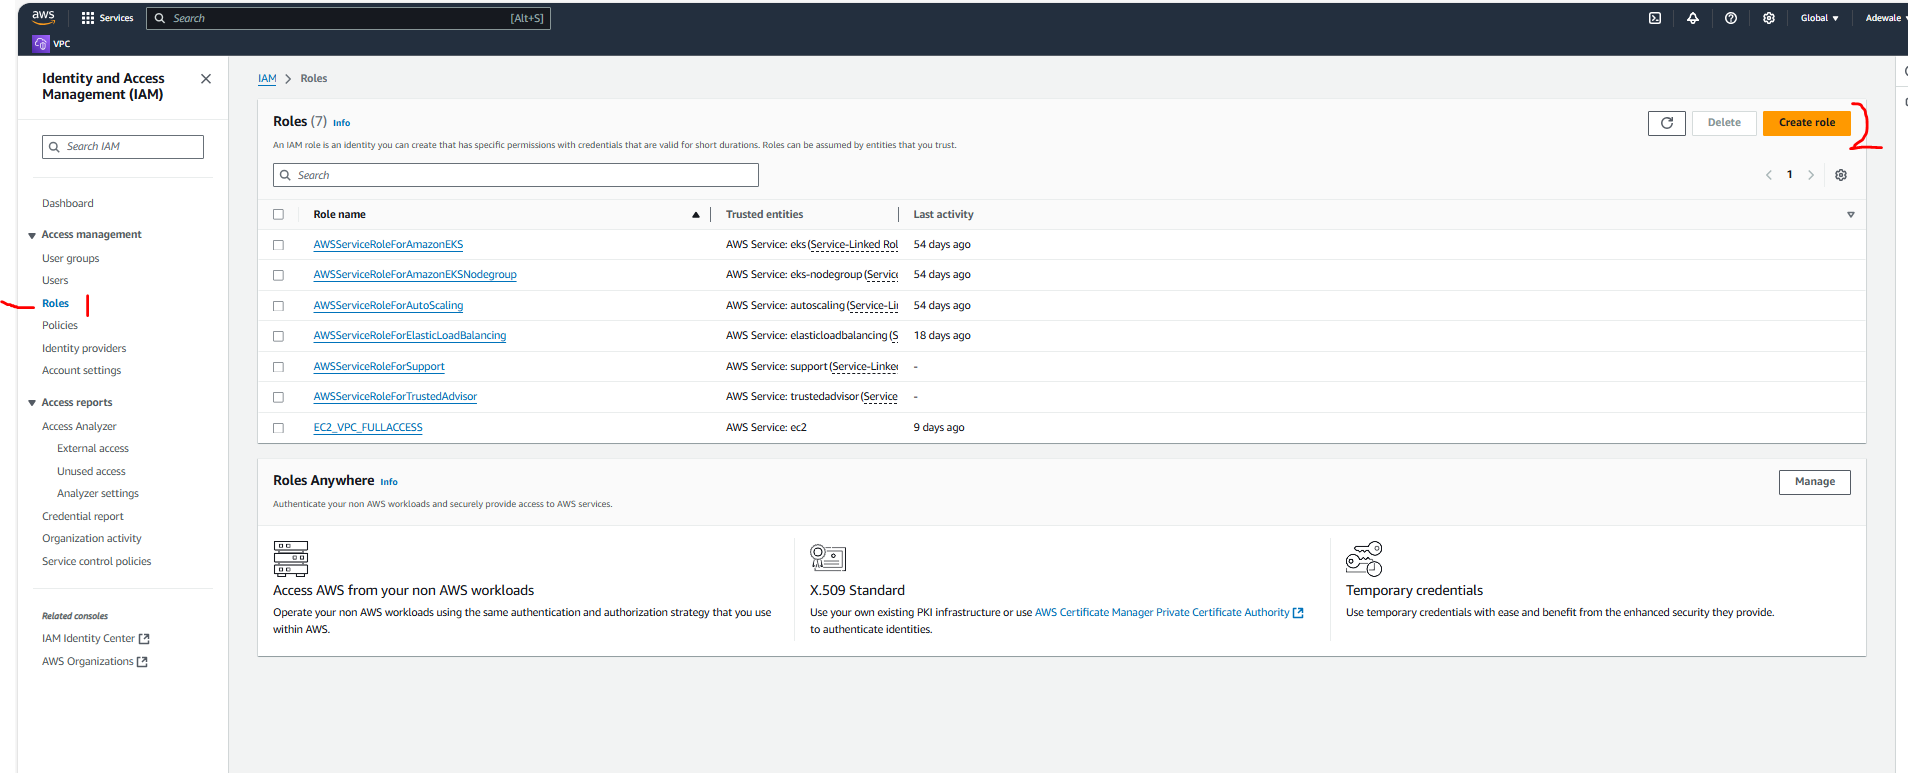 aws
Services
Search
[Alt+S]
Global
Adewale
VPC
Identity and Access
Management (IAM)
Search IAM
Dashboard
Access management
User groups
Users
Roles
1
Policies
Identity providers
Account settings
Access reports
Access Analyzer
External access
Unused access
Analyzer settings
Credential report
Organization activity
Service control policies
Related consoles
IAM Identity Center
AWS Organizations
IAM > Roles
Roles (7) Info
An IAM role is an identity you can create that has specific permissions with credentials that are valid for short durations. Roles can be assumed by entities that you trust.
Delete
Create role
2
Search
1
Role name Trusted entities Last activity
AWSServiceRoleForAmazonEKS AWS Service: eks (Service-Linked Rol 54 days ago
AWSServiceRoleForAmazonEKSNodegroup AWS Service: eks-nodegroup (Service 54 days ago
AWSServiceRoleForAutoScaling AWS Service: autoscaling (Service-Li 54 days ago
AWSServiceRoleForElasticLoadBalancing AWS Service: elasticloadbalancing (S 18 days ago
AWSServiceRoleForSupport AWS Service: support (Service-Linke -
AWSServiceRoleForTrustedAdvisor AWS Service: trustedadvisor (Service -
EC2_VPC_FULLACCESS AWS Service: ec2 9 days ago
Roles Anywhere Info
Authenticate your non AWS workloads and securely provide access to AWS services.
Manage
Access AWS from your non AWS workloads
Operate your non AWS workloads using the same authentication and authorization strategy that you use
within AWS.
X.509 Standard
Use your own existing PKI infrastructure or use AWS Certificate Manager Private Certificate Authority
to authenticate identities.
Temporary credentials
Use temporary credentials with ease and benefit from the enhanced security they provide.